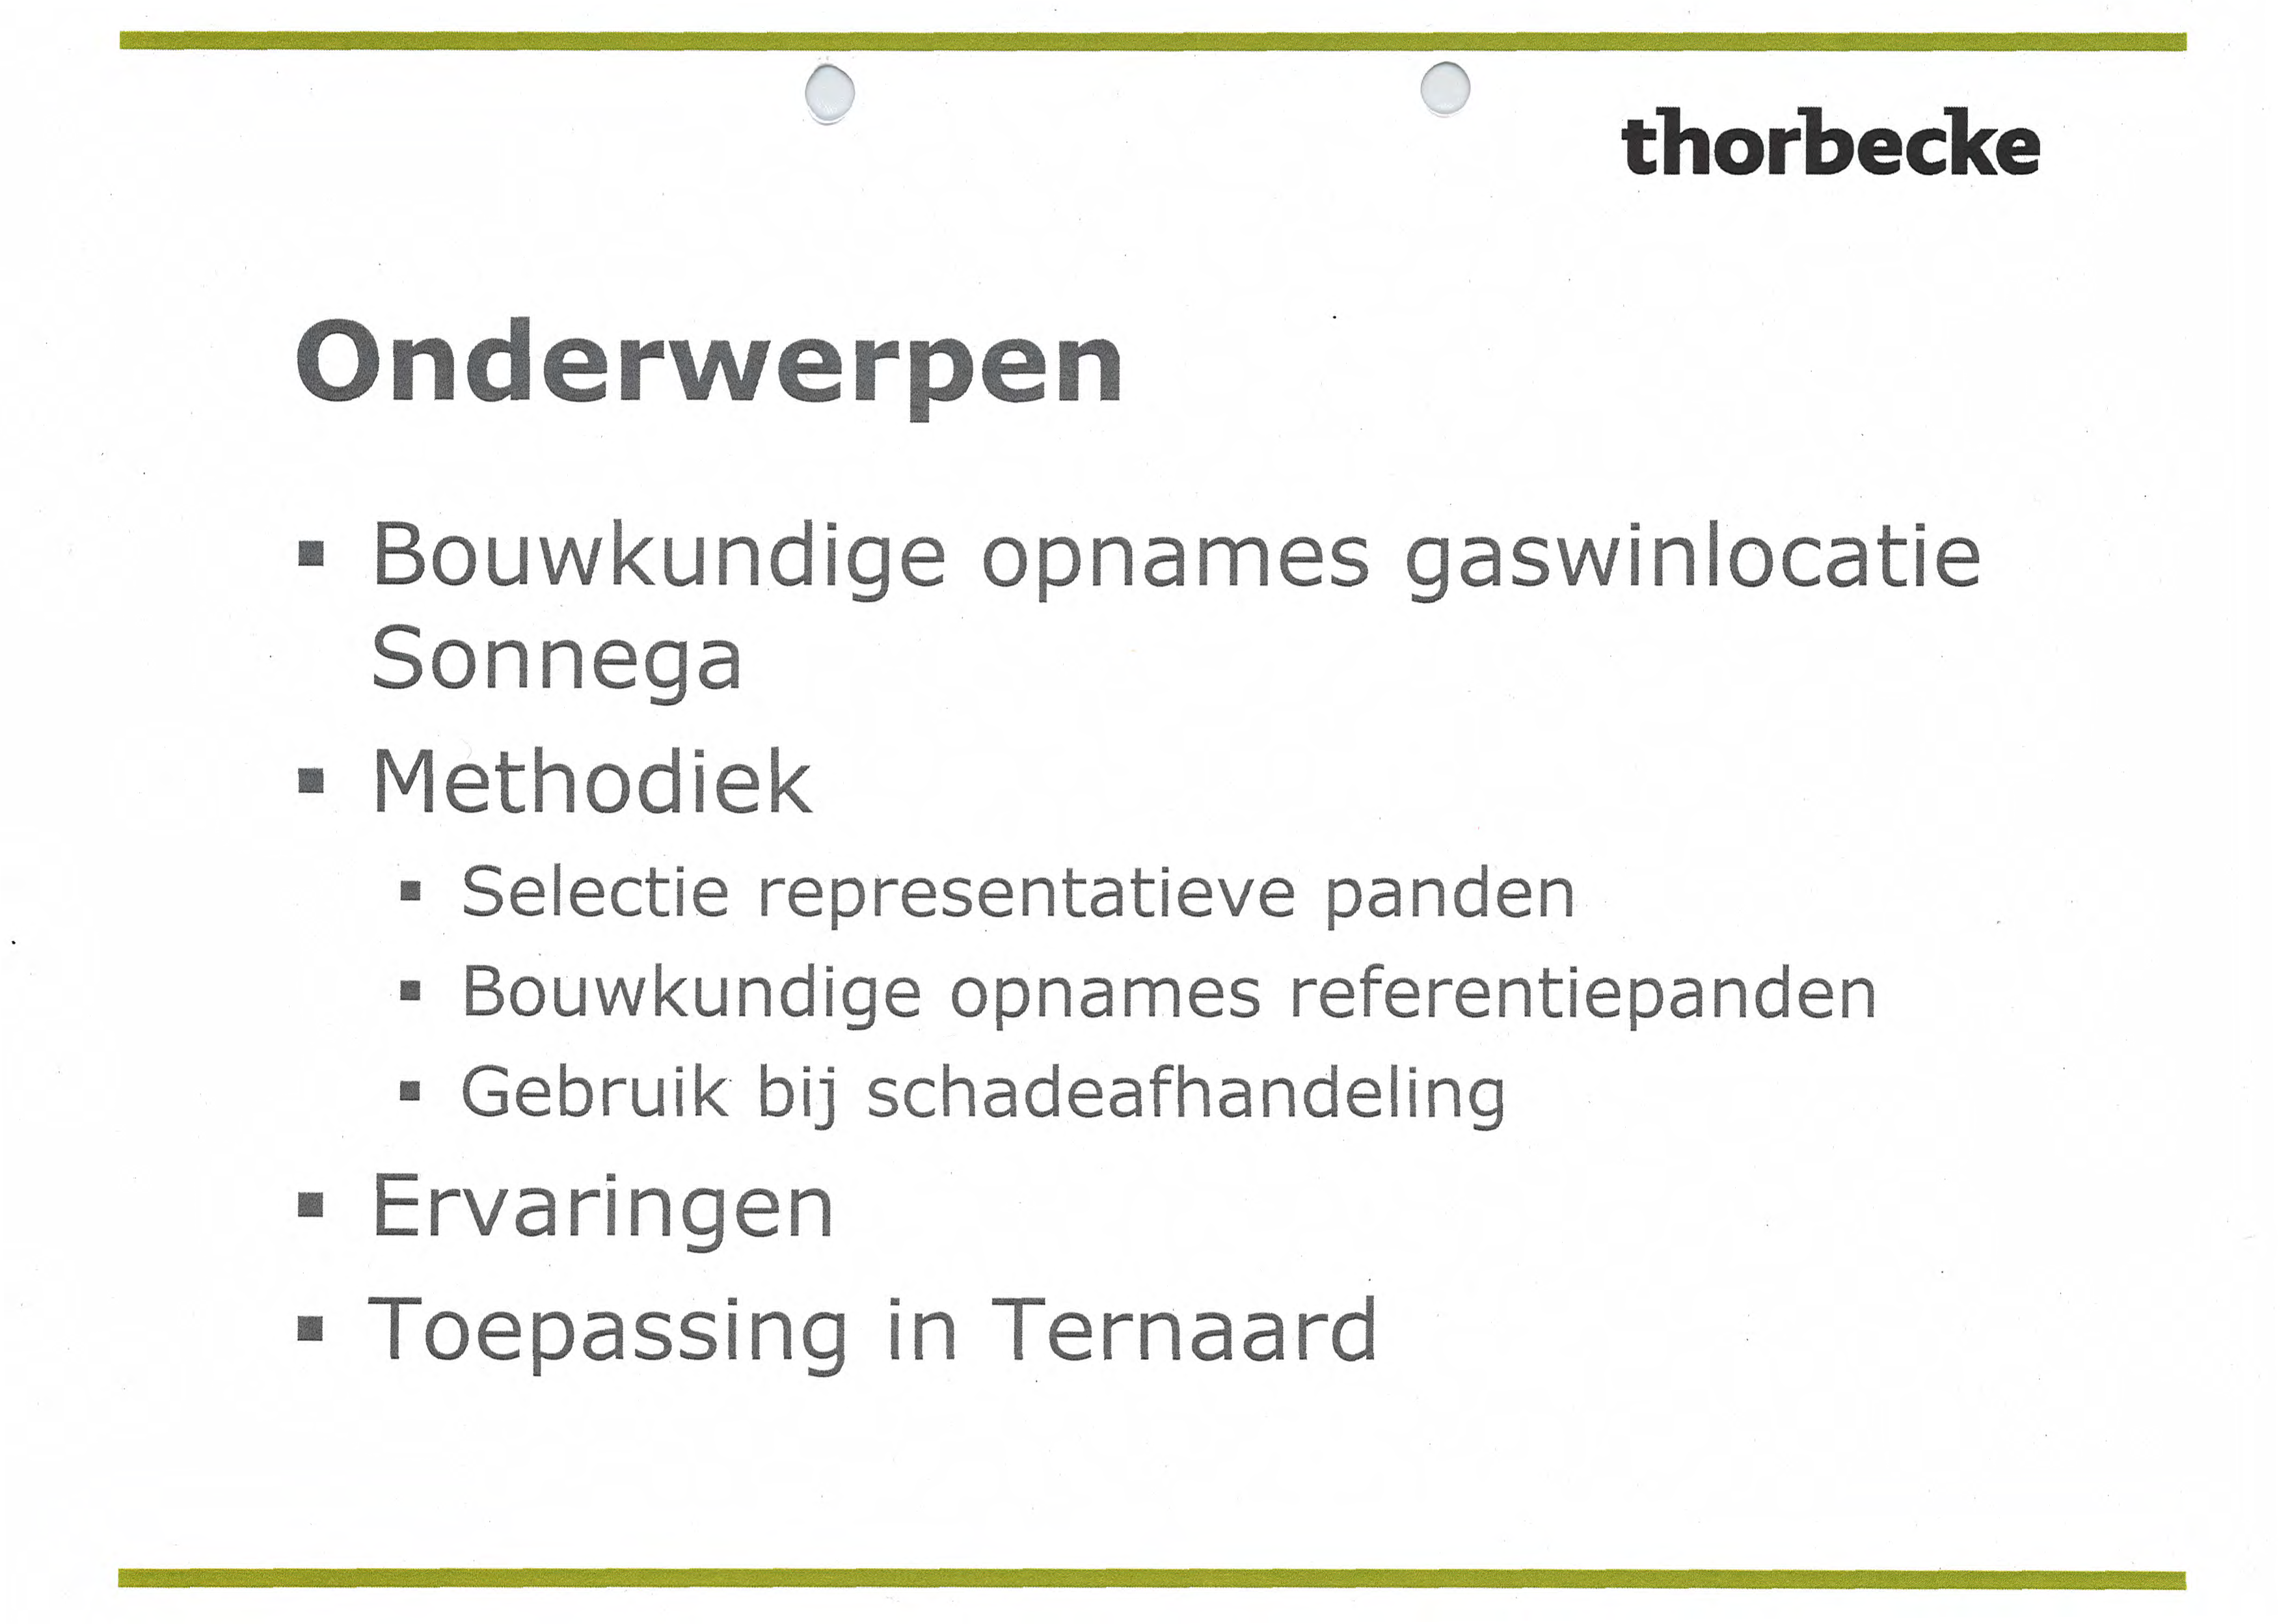 thorbecke
Onderwerpen
▪ Bouwkundige opnames gaswinlocatie
Sonnega
▪ Methodiek
▪ Selectie representatieve panden
▪ Bouwkundige opnames referentiepanden
▪ Gebruik bij schadeafhandeling
▪ Ervaringen
▪ Toepassing in Ternaard